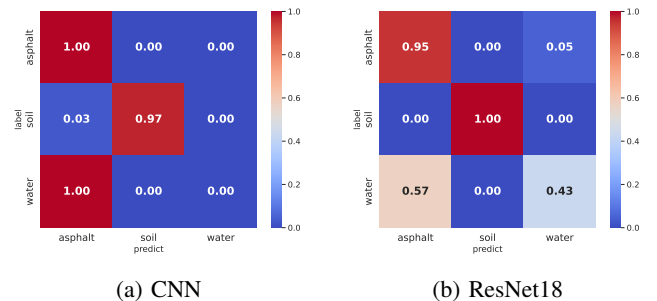 asphalt
soil
water
label
1.00 0.00 0.00
0.03 0.97 0.00
1.00 0.00 0.00
asphalt soil water
predict
1.0
0.8
0.6
0.4
0.2
0.0
(a) CNN
asphalt
soil
water
label
0.95 0.00 0.05
0.00 1.00 0.00
0.57 0.00 0.43
asphalt soil water
predict
1.0
0.8
0.6
0.4
0.2
0.0
(b) ResNet18